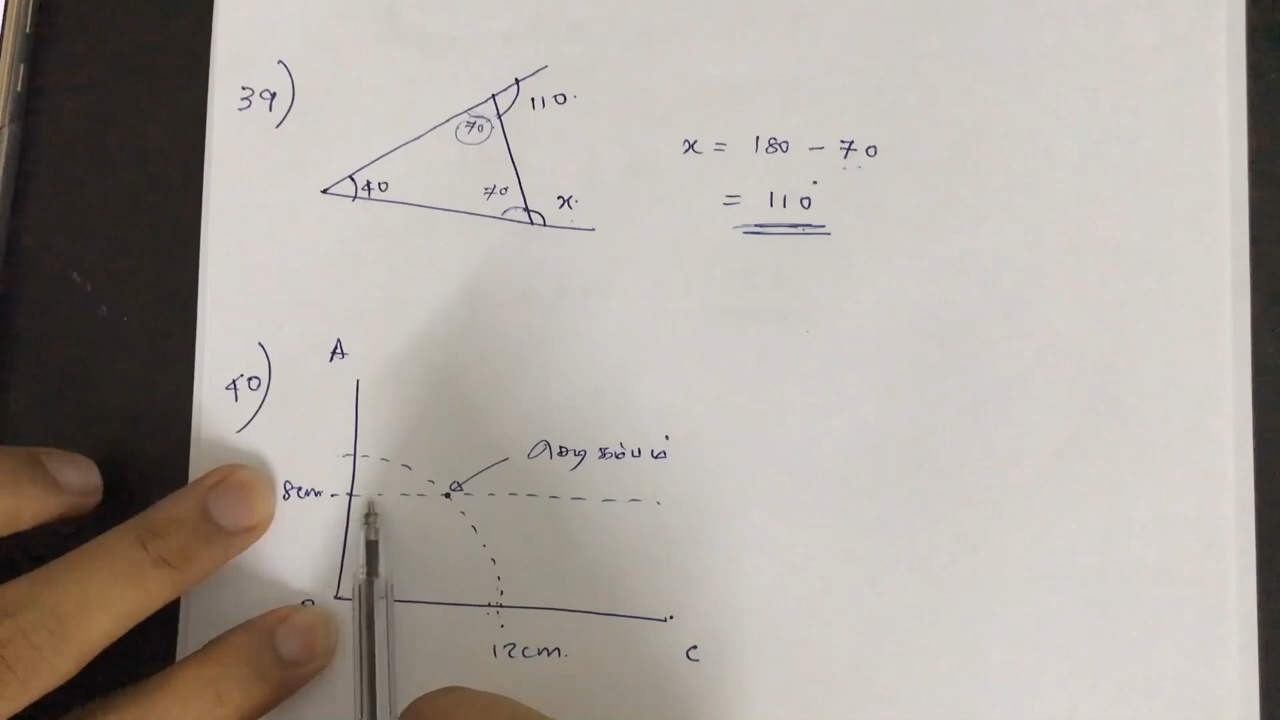 39)
110.
70
40
70
x.
x = 180 - 70
= 110°
40)
A
8cm
12cm.
C